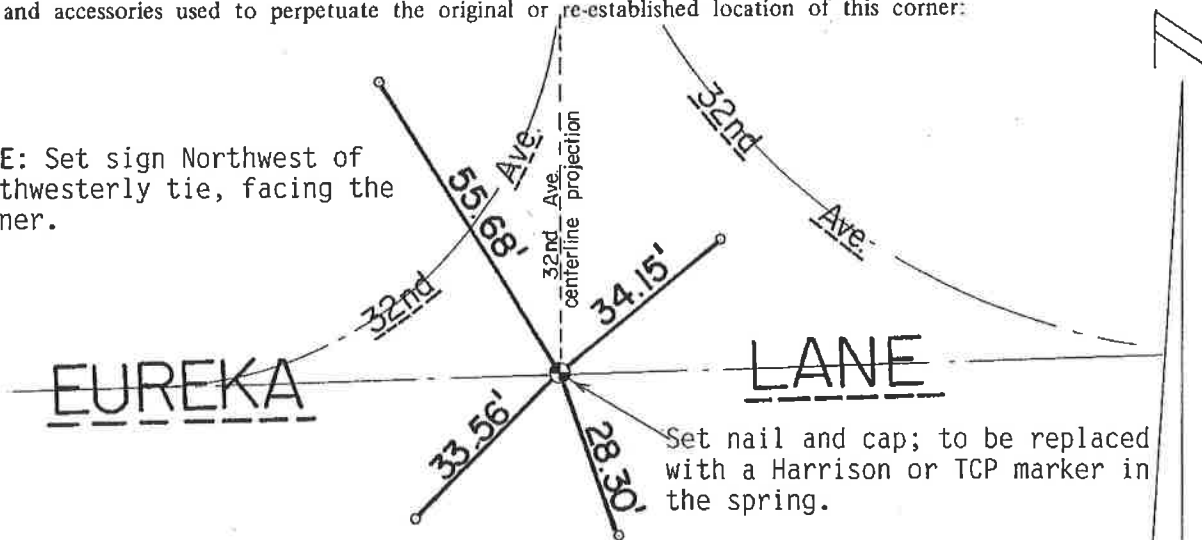 and accessories used to perpetuate the original or re-established location of this corner:
E: Set sign Northwest of
thwesterly tie, facing the
ner.
55.68'
32nd Ave.
32nd Ave.
centerline projection
34.15'
32nd Ave.
EUREKA LANE
33.56'
28.30'
Set nail and cap; to be replaced
with a Harrison or TCP marker in
the spring.